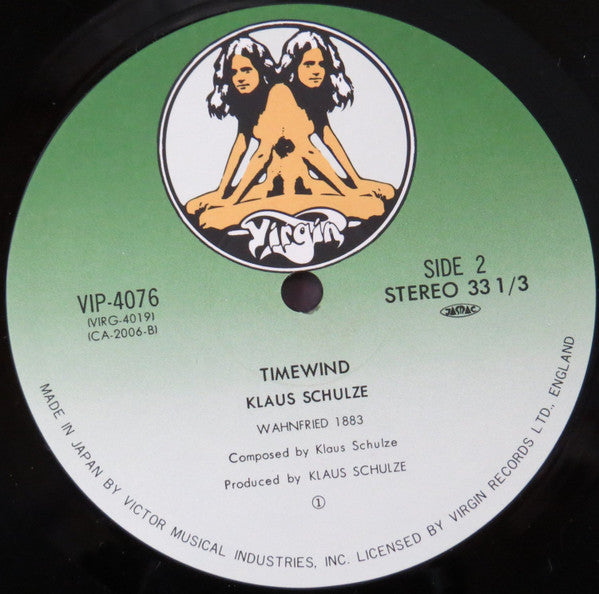 Virgin
VIP-4076
(VIRG-4019)
(CA-2006-B)
SIDE 2
STEREO 33 1/3
JASRAC
TIMEWIND
KLAUS SCHULZE
WAHNFRIED 1883
Composed by Klaus Schulze
Produced by KLAUS SCHULZE
①
MADE IN JAPAN BY VICTOR MUSICAL INDUSTRIES, INC. LICENSED BY VIRGIN RECORDS LTD., ENGLAND